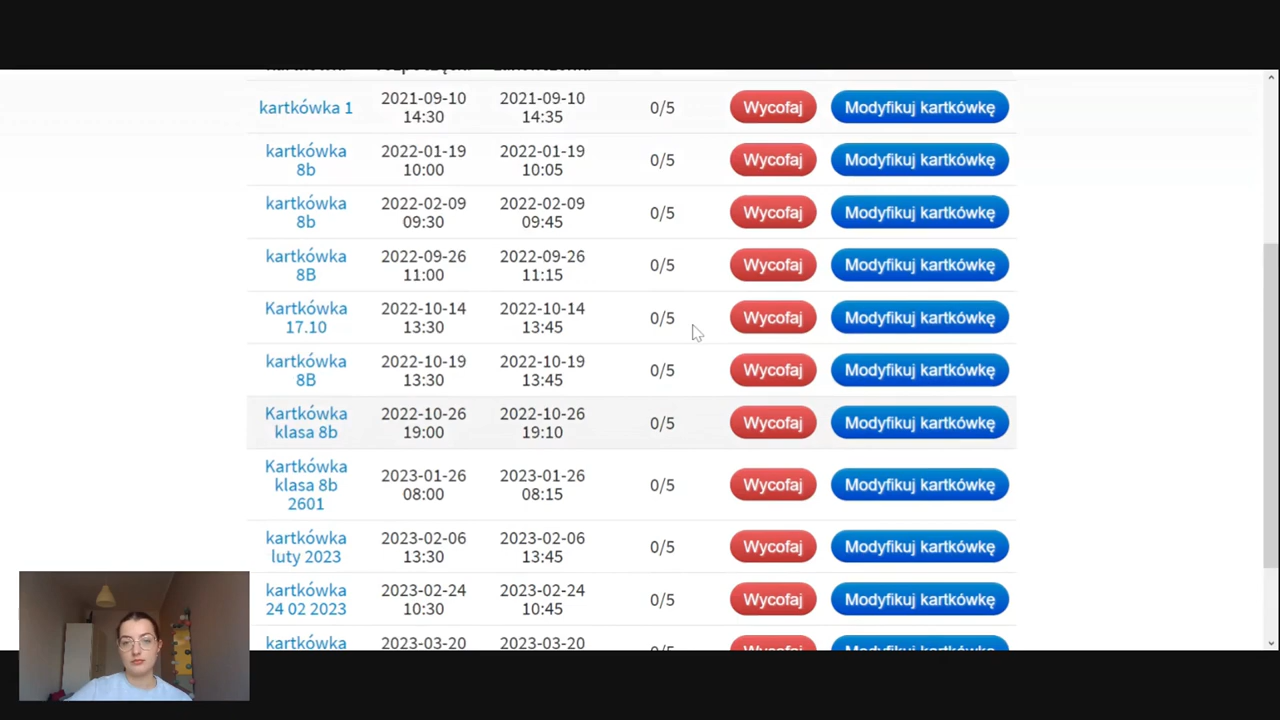 kartkówka 1 2021-09-10 14:30 2021-09-10 14:35 0/5 Wycofaj Modyfikuj kartkówkę
kartkówka 8b 2022-01-19 10:00 2022-01-19 10:05 0/5 Wycofaj Modyfikuj kartkówkę
kartkówka 8b 2022-02-09 09:30 2022-02-09 09:45 0/5 Wycofaj Modyfikuj kartkówkę
kartkówka 8B 2022-09-26 11:00 2022-09-26 11:15 0/5 Wycofaj Modyfikuj kartkówkę
Kartkówka 17.10 2022-10-14 13:30 2022-10-14 13:45 0/5 Wycofaj Modyfikuj kartkówkę
kartkówka 8B 2022-10-19 13:30 2022-10-19 13:45 0/5 Wycofaj Modyfikuj kartkówkę
Kartkówka klasa 8b 2022-10-26 19:00 2022-10-26 19:10 0/5 Wycofaj Modyfikuj kartkówkę
Kartkówka klasa 8b 2601 2023-01-26 08:00 2023-01-26 08:15 0/5 Wycofaj Modyfikuj kartkówkę
kartkówka luty 2023 2023-02-06 13:30 2023-02-06 13:45 0/5 Wycofaj Modyfikuj kartkówkę
kartkówka 24 02 2023 2023-02-24 10:30 2023-02-24 10:45 0/5 Wycofaj Modyfikuj kartkówkę
kartkówka 2023-03-20 2023-03-20